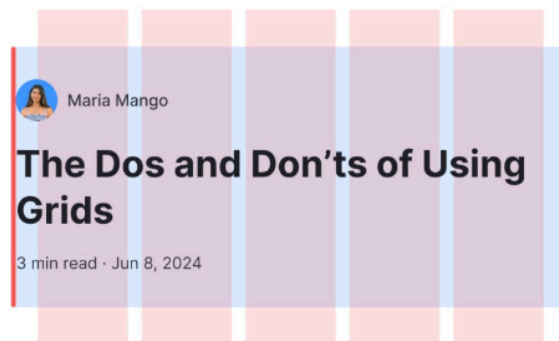 Maria Mango
The Dos and Don’ts of Using
Grids
3 min read · Jun 8, 2024